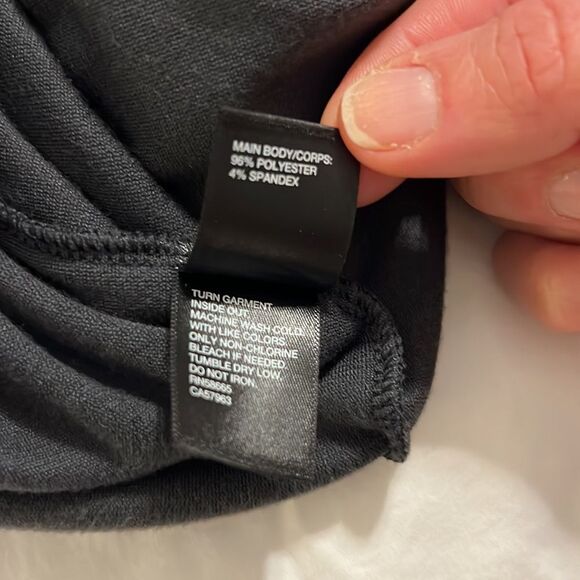 MAIN BODY/CORPS:
96% POLYESTER
4% SPANDEX
TURN GARMENT
INSIDE OUT.
MACHINE WASH COLD
WITH LIKE COLORS
ONLY NON-CHLORINE
BLEACH IF NEEDED.
TUMBLE DRY LOW.
DO NOT IRON.
RN58665
CA57963